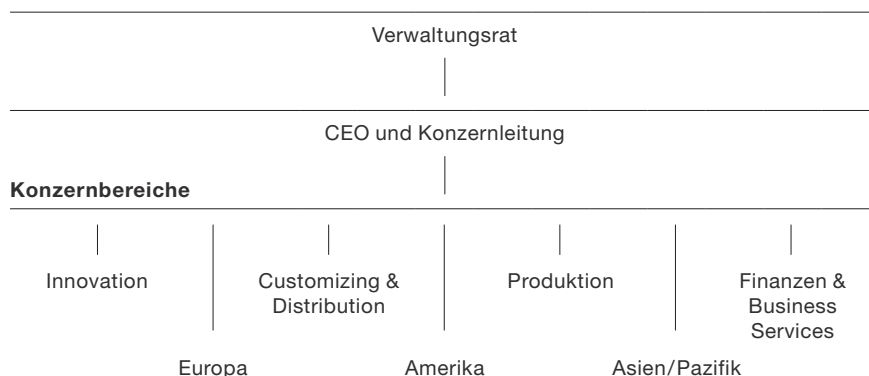 Verwaltungsrat
CEO und Konzernleitung
Konzernbereiche
Innovation
Customizing &
Distribution
Produktion
Finanzen &
Business
Services
Europa
Amerika
Asien/Pazifik